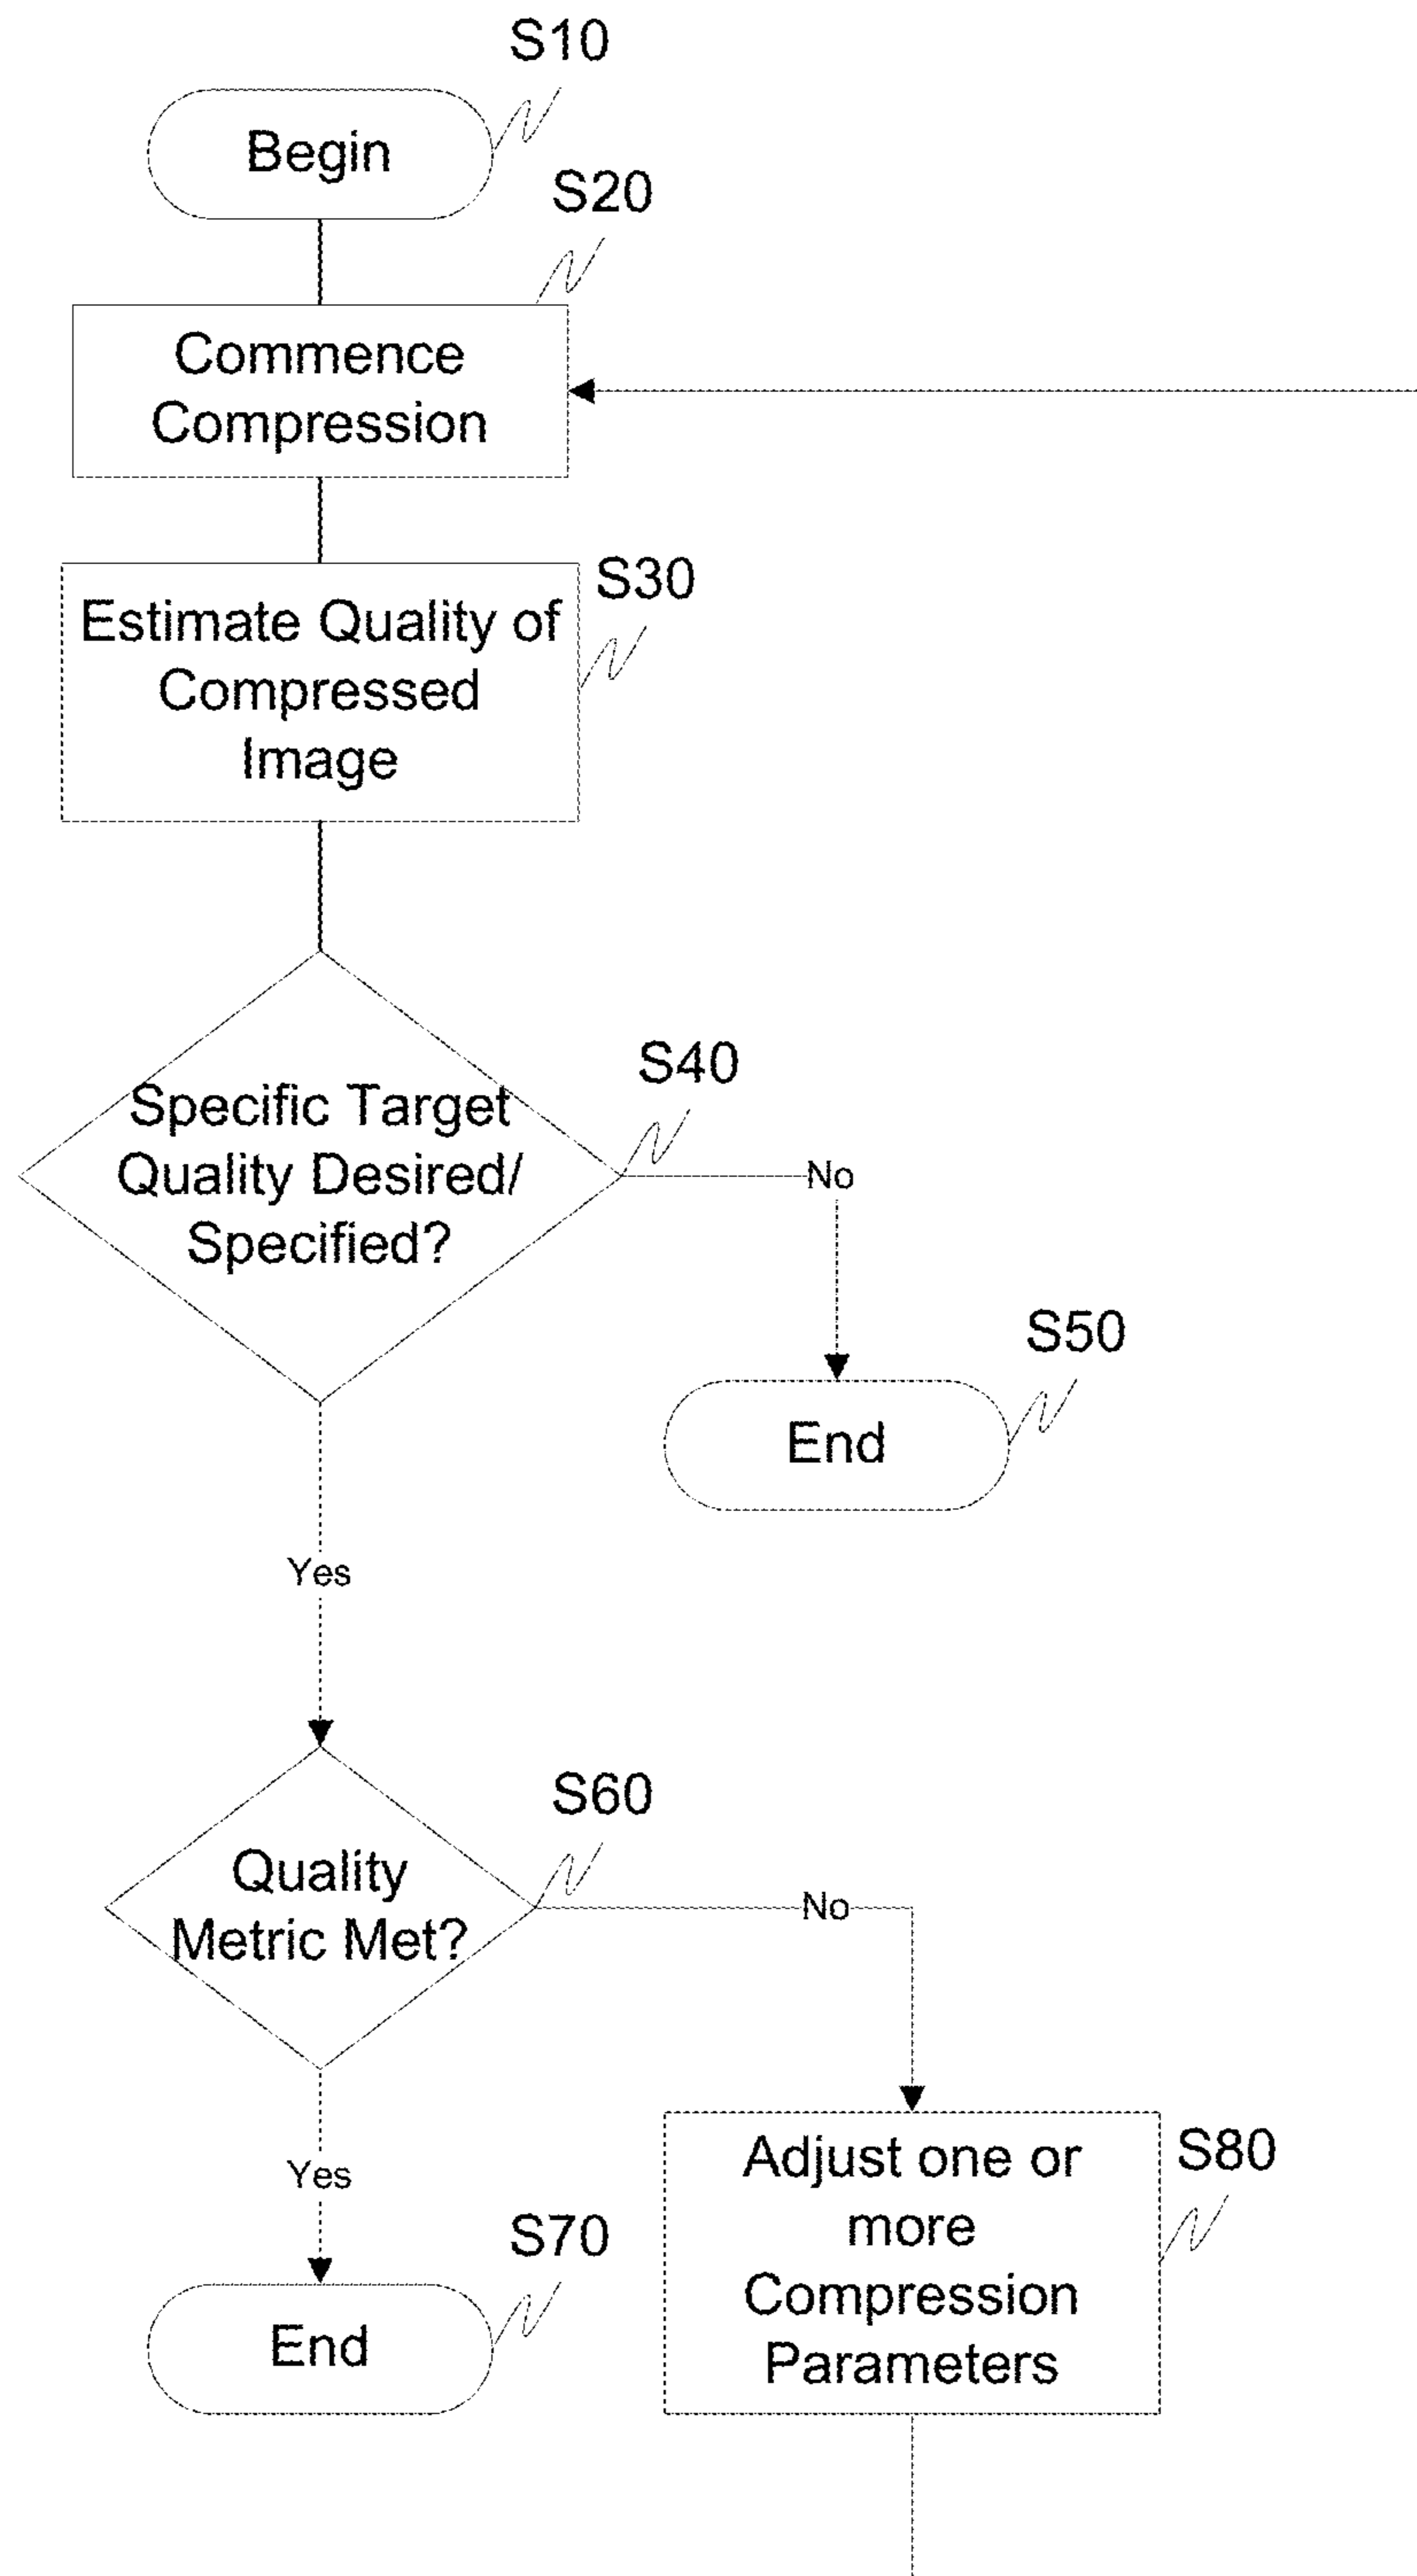 S10
Begin
S20
Commence
Compression
S30
Estimate Quality of
Compressed
Image
S40
Specific Target
Quality Desired/
Specified?
No
S50
End
Yes
S60
Quality
Metric Met?
No
S80
Adjust one or
more
Compression
Parameters
Yes
S70
End